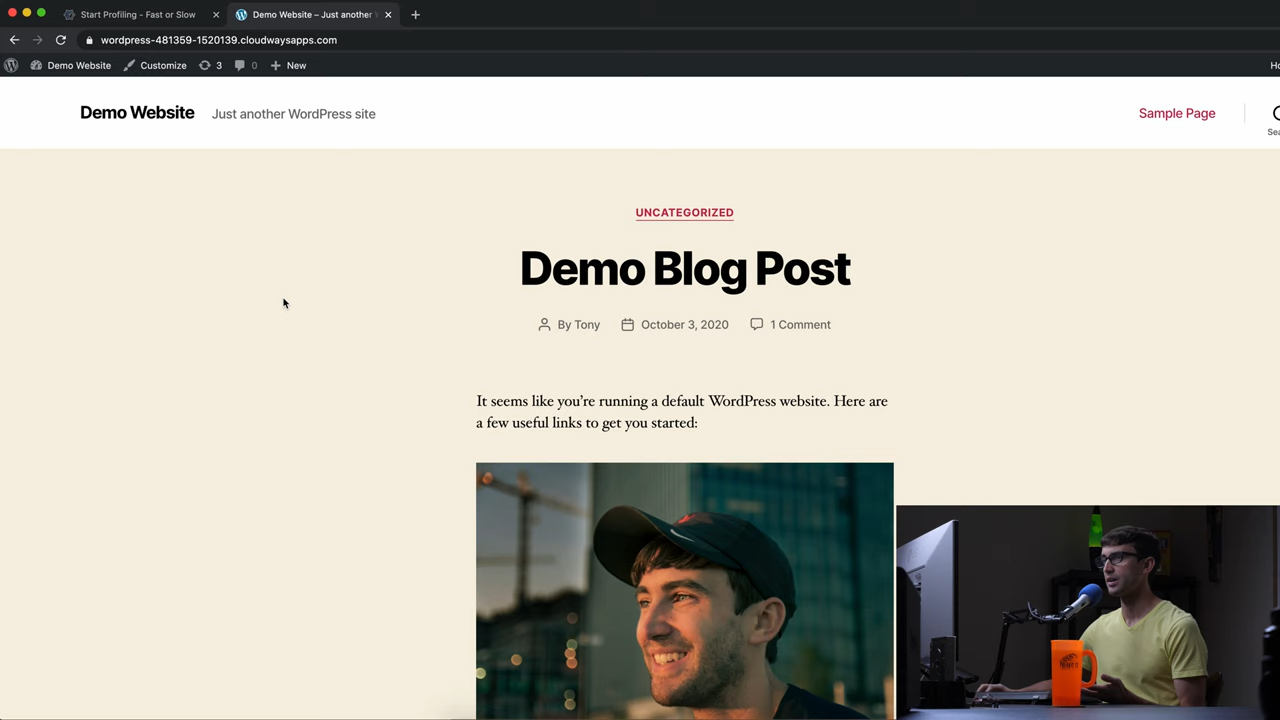 Start Profiling - Fast or Slow
Demo Website – Just another
wordpress-481359-1520139.cloudwaysapps.com
Demo Website
Customize
3
0
New
Demo Website
Just another WordPress site
Sample Page
UNCATEGORIZED
Demo Blog Post
By Tony
October 3, 2020
1 Comment
It seems like you’re running a default WordPress website. Here are
a few useful links to get you started: